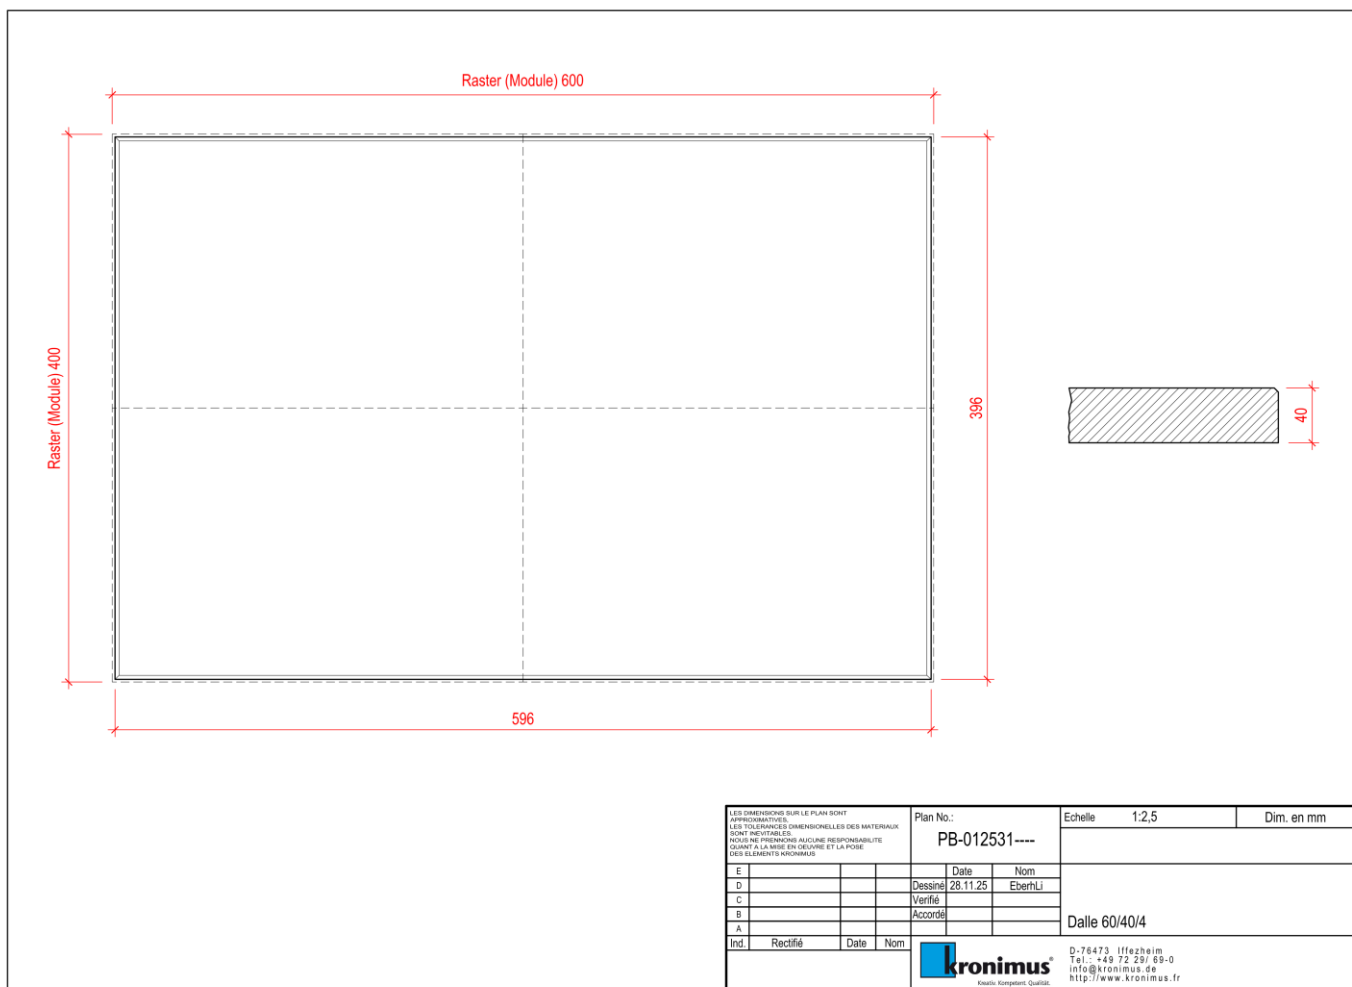 Raster (Module) 600
Raster (Module) 400
396
40
596
LES DIMENSIONS SUR LE PLAN SONT
APPROXIMATIVES,
LES TOLERANCES DIMENSIONELLES DES MATERIAUX
SONT INEVITABLES.
NOUS NE PRENNONS AUCUNE RESPONSABILITE
QUANT A LA MISE EN OEUVRE ET LA POSE
DES ELEMENTS KRONIMUS
Plan No.:
PB-012531----
Echelle 1:2,5 Dim. en mm
E Date Nom
D Dessiné 28.11.25 EberhLi
C Verifié
B Accordé
A
Dalle 60/40/4
Ind. Rectifié Date Nom
kronimus®
Kreativ. Kompetent. Qualität.
D-76473 Iffezheim
Tel.: +49 72 29/ 69-0
info@kronimus.de
http://www.kronimus.fr